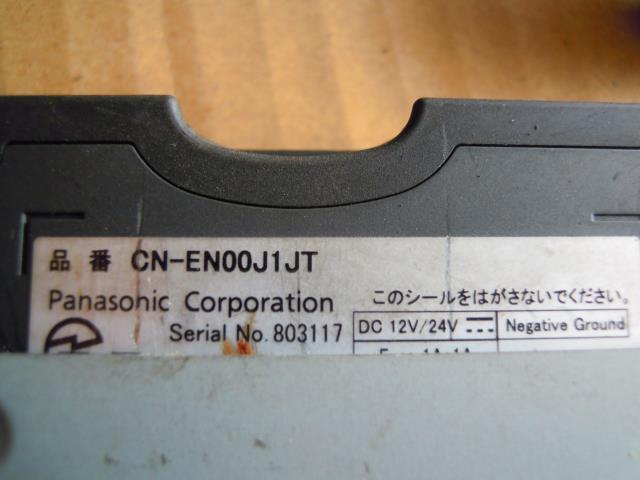 品番 CN-EN00J1JT
Panasonic Corporation
このシールをはがさないでください。
Serial No. 803117
DC 12V/24V ⎓
Negative Ground